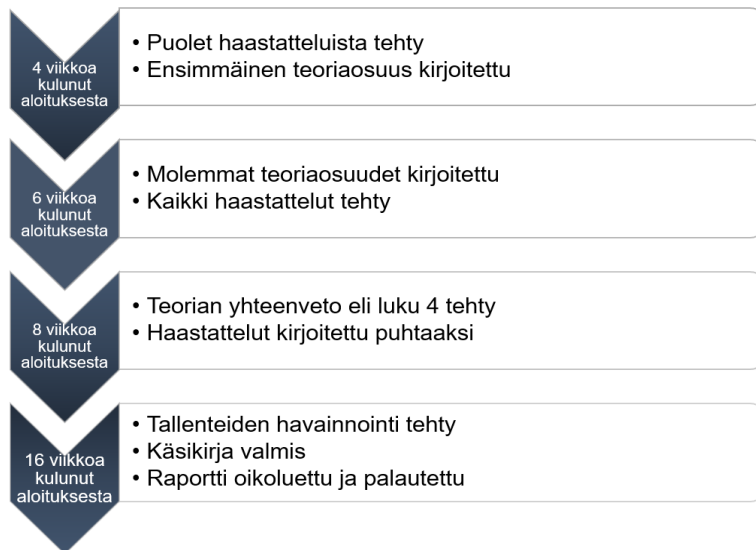 4 viikkoa
kulunut
aloituksesta
• Puolet haastatteluista tehty
• Ensimmäinen teoriaosuus kirjoitettu
6 viikkoa
kulunut
aloituksesta
• Molemmat teoriaosuudet kirjoitettu
• Kaikki haastattelut tehty
8 viikkoa
kulunut
aloituksesta
• Teorian yhteenveto eli luku 4 tehty
• Haastattelut kirjoitettu puhtaaksi
16 viikkoa
kulunut
aloituksesta
• Tallenteiden havainnointi tehty
• Käsikirja valmis
• Raportti oikoluettu ja palautettu